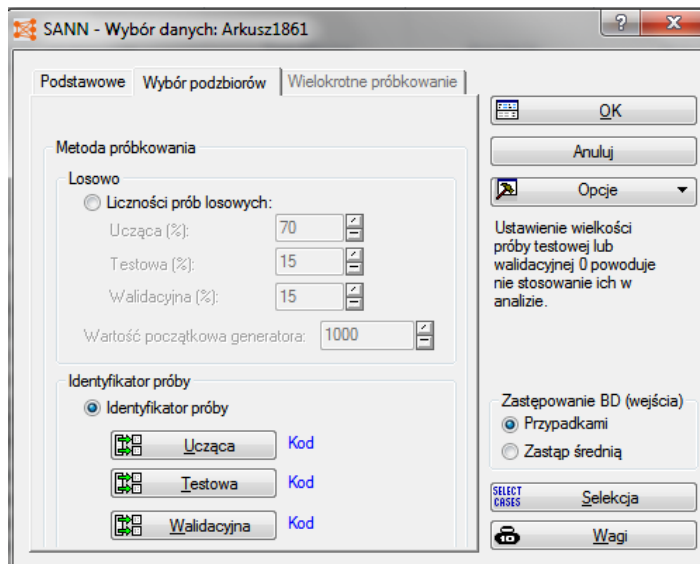 SANN - Wybór danych: Arkusz1861
Podstawowe Wybór podzbiorów Wielokrotne próbkowanie
Metoda próbkowania
Losowo
Liczności prób losowych:
Ucząca (%): 70
Testowa (%): 15
Walidacyjna (%): 15
Wartość początkowa generatora: 1000
Identyfikator próby
Identyfikator próby
Ucząca Kod
Testowa Kod
Walidacyjna Kod
? X
OK
Anuluj
Opcje
Ustawienie wielkości
próby testowej lub
walidacyjnej 0 powoduje
nie stosowanie ich w
analizie.
Zastępowanie BD (wejścia)
Przypadkami
Zastąp średnią
SELECT
CASES
Selekcja
Wagi